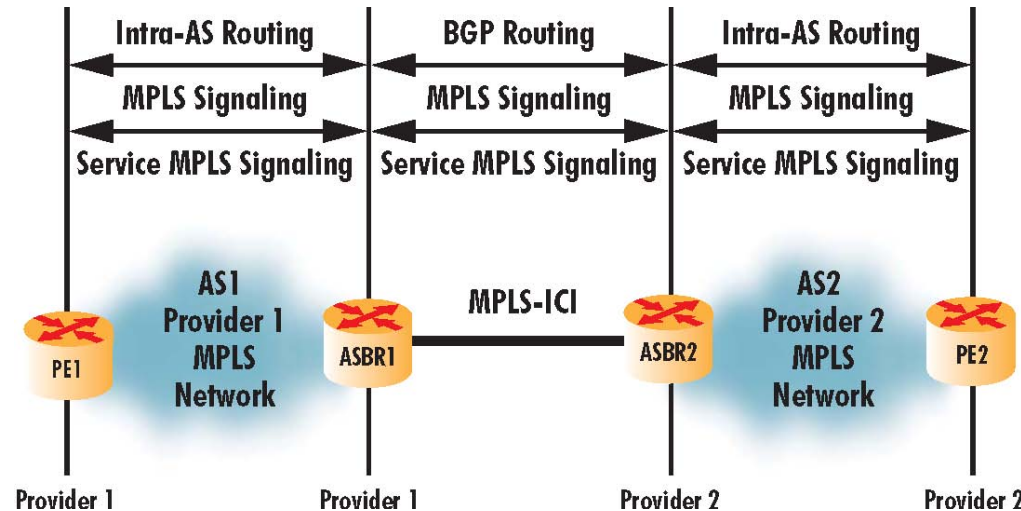 Intra-AS Routing
BGP Routing
Intra-AS Routing
MPLS Signaling
MPLS Signaling
MPLS Signaling
Service MPLS Signaling
Service MPLS Signaling
Service MPLS Signaling
AS1
Provider 1
MPLS
Network
MPLS-ICI
AS2
Provider 2
MPLS
Network
PE1
ASBR1
ASBR2
PE2
Provider 1
Provider 1
Provider 2
Provider 2